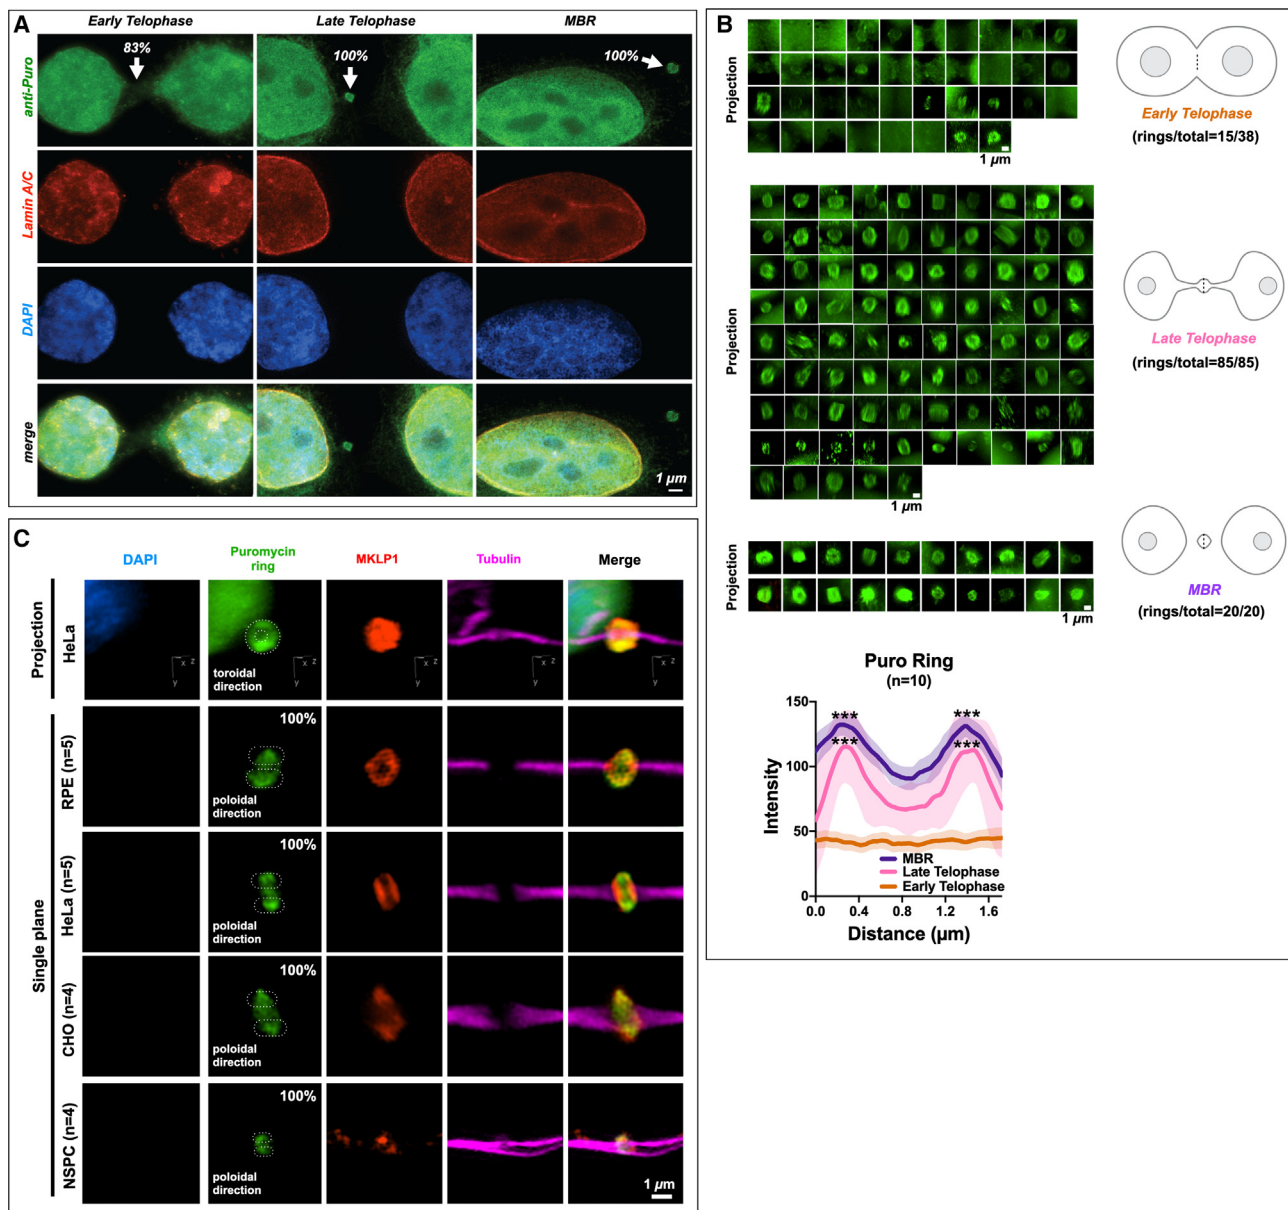 A
Early Telophase
Late Telophase
MBR
anti-Puro
83%
100%
100%
Lamin A/C
DAPI
merge
1 µm
B
Projection
1 µm
Early Telophase
(rings/total=15/38)
Projection
1 µm
Late Telophase
(rings/total=85/85)
Projection
1 µm
MBR
(rings/total=20/20)
Puro Ring
(n=10)
Intensity
150
100
50
0
***
***
***
***
MBR
Late Telophase
Early Telophase
0.0
0.4
0.8
1.2
1.6
Distance (µm)
C
DAPI
Puromycin
ring
MKLP1
Tubulin
Merge
Projection
HeLa
toroidal
direction
x z
y
x z
y
x z
y
x z
y
x z
y
Single plane
RPE (n=5)
100%
poloidal
direction
HeLa (n=5)
100%
poloidal
direction
CHO (n=4)
100%
poloidal
direction
NSPC (n=4)
100%
poloidal
direction
1 µm